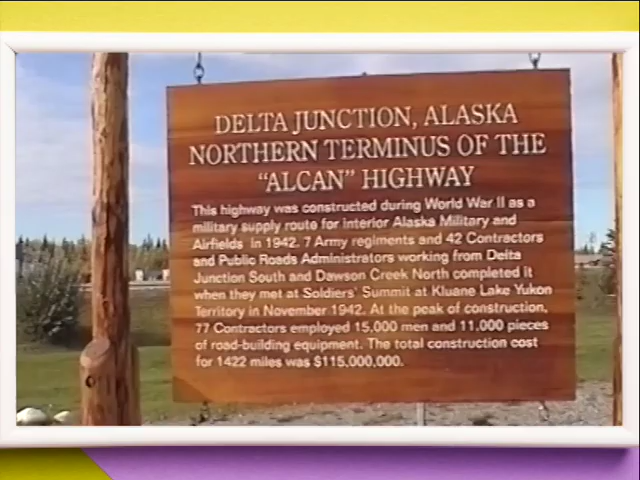 DELTA JUNCTION, ALASKA
NORTHERN TERMINUS OF THE
“ALCAN” HIGHWAY
This highway was constructed during World War II as a
military supply route for interior Alaska Military and
Airfields in 1942. 7 Army regiments and 42 Contractors
and Public Roads Administrators working from Delta
Junction South and Dawson Creek North completed it
when they met at Soldiers' Summit at Kluane Lake Yukon
Territory in November 1942. At the peak of construction,
77 Contractors employed 15,000 men and 11,000 pieces
of road-building equipment. The total construction cost
for 1422 miles was $115,000,000.